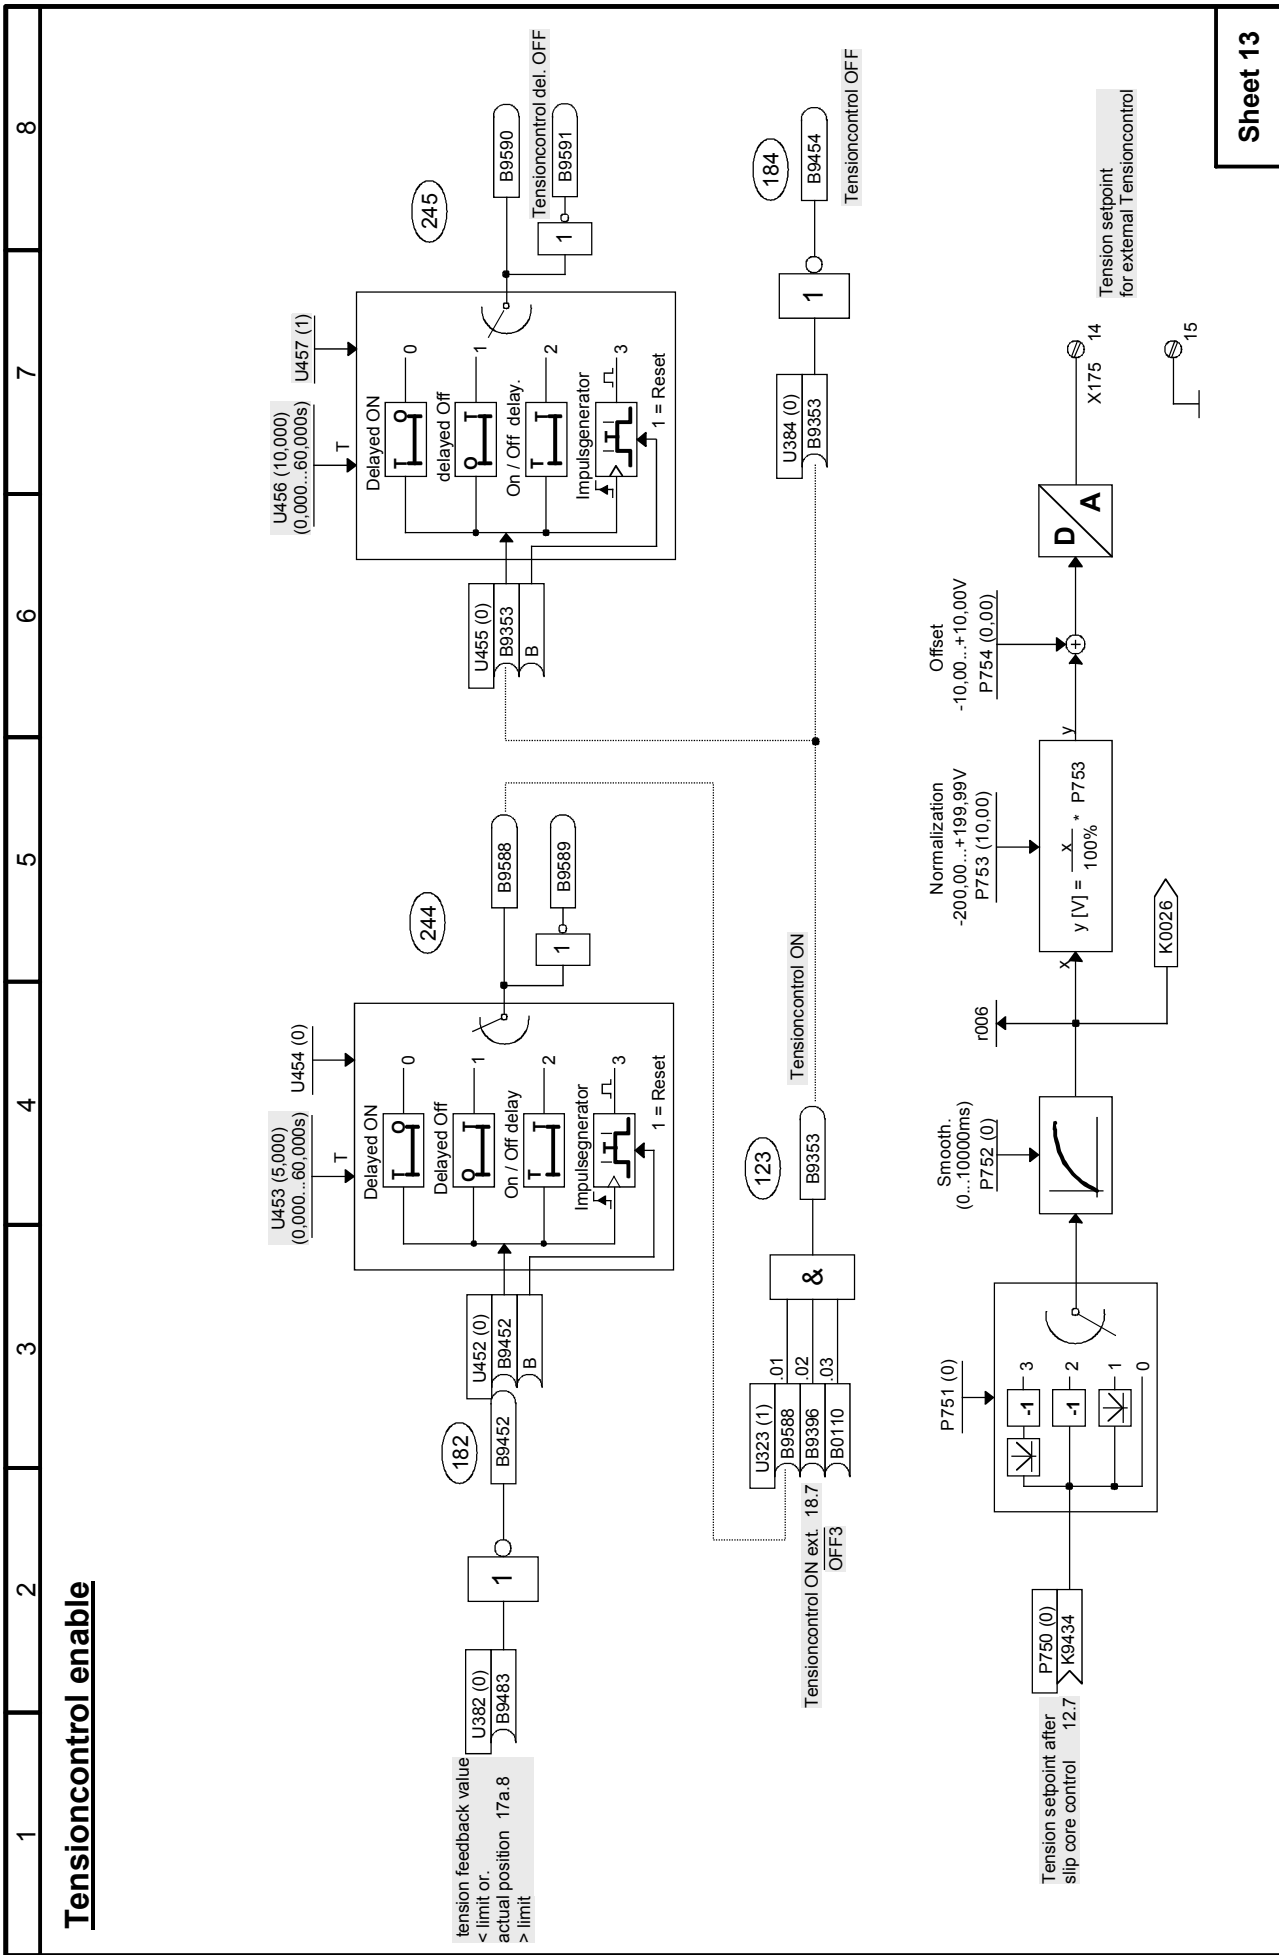 1
2
3
4
5
6
7
8
Tensioncontrol enable
tension feedback value
< limit or.
actual position 17a.8
> limit
U382 (0)
B9483
1
182
B9452
U452 (0)
B9452
B
U453 (5,000)
(0,000...60,000s)
T
U454 (0)
Delayed ON
T
O
0
Delayed Off
O
T
1
On / Off delay
T
T
2
Impulsegnerator
T
3
1 = Reset
244
B9588
1
B9589
U455 (0)
B9353
B
U456 (10,000)
(0,000...60,000s)
T
U457 (1)
Delayed ON
T
O
0
delayed Off
O
T
1
On / Off delay.
T
T
2
Impulsgenerator
T
3
1 = Reset
245
B9590
Tensioncontrol del. OFF
1
B9591
Tensioncontrol ON ext. 18.7
OFF3
U323 (1)
B9588
.01
B9396
.02
B0110
.03
&
123
B9353
Tensioncontrol ON
U384 (0)
B9353
1
184
B9454
Tensioncontrol OFF
Tension setpoint after
slip core control 12.7
P750 (0)
K9434
P751 (0)
-1
3
-1
2
1
0
Smooth.
(0...10000ms)
P752 (0)
r006
K0026
Normalization
-200,00...+199,99V
P753 (10,00)
x
y [V] = x / 100% * P753
y
Offset
-10,00...+10,00V
P754 (0,00)
+
D
A
X175
14
15
Tension setpoint
for external Tensioncontrol
Sheet 13